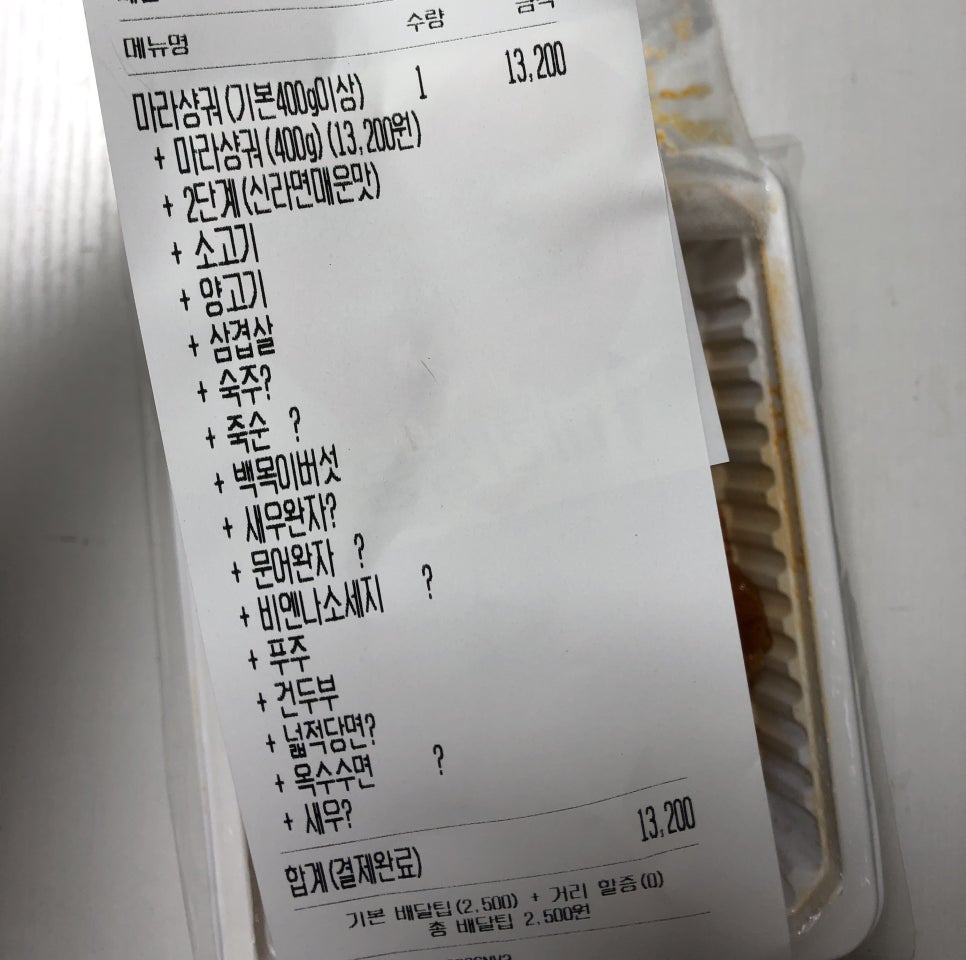 메뉴명 수량 금액
마라샹궈(기본400g이상) 1 13,200
+ 마라샹궈(400g)(13,200원)
+ 2단계(신라면매운맛)
+ 소고기
+ 양고기
+ 삼겹살
+ 숙주?
+ 죽순 ?
+ 백목이버섯
+ 새우완자?
+ 문어완자 ?
+ 비엔나소세지 ?
+ 푸주
+ 건두부
+ 넓적당면?
+ 옥수수면 ?
+ 새우?
합계(결제완료) 13,200
기본 배달팁(2,500) + 거리 할증(0)
총 배달팁 2,500원